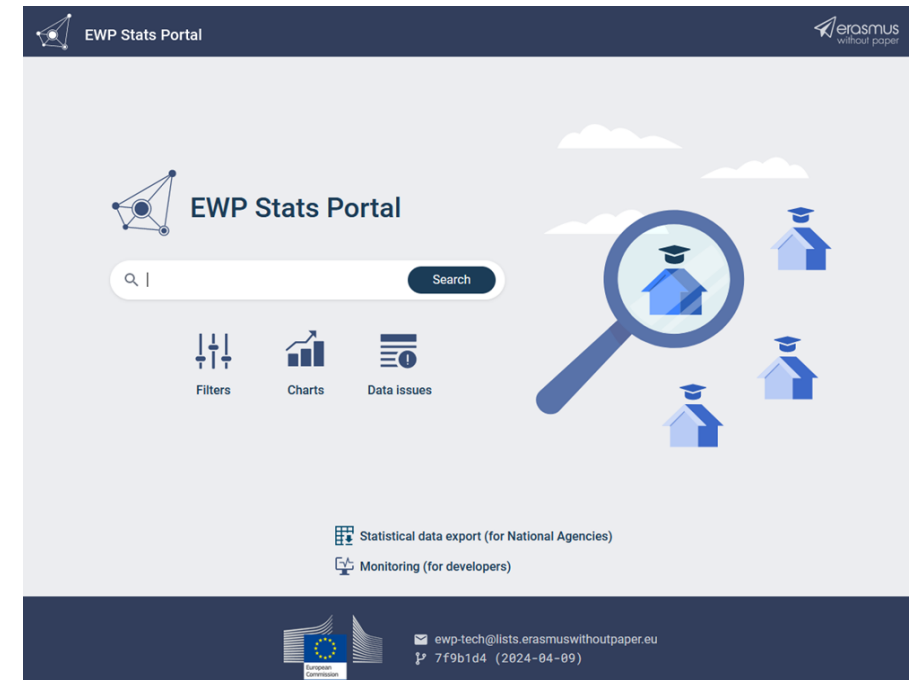 EWP Stats Portal
erasmus
without paper
EWP Stats Portal
Search
Filters
Charts
Data issues
Statistical data export (for National Agencies)
Monitoring (for developers)
ewp-tech@lists.erasmuswithoutpaper.eu
7f9b1d4 (2024-04-09)
European
Commission